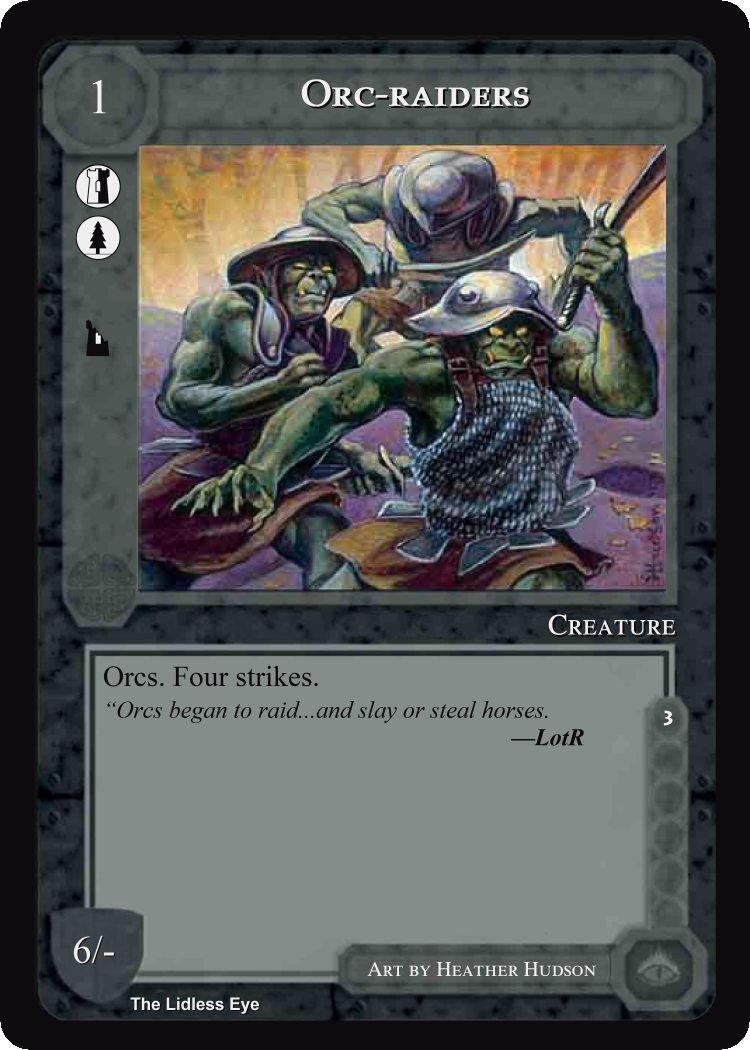 1
Orc-raiders
Creature
Orcs. Four strikes.
“Orcs began to raid...and slay or steal horses.
—LotR
3
6/-
Art by Heather Hudson
The Lidless Eye